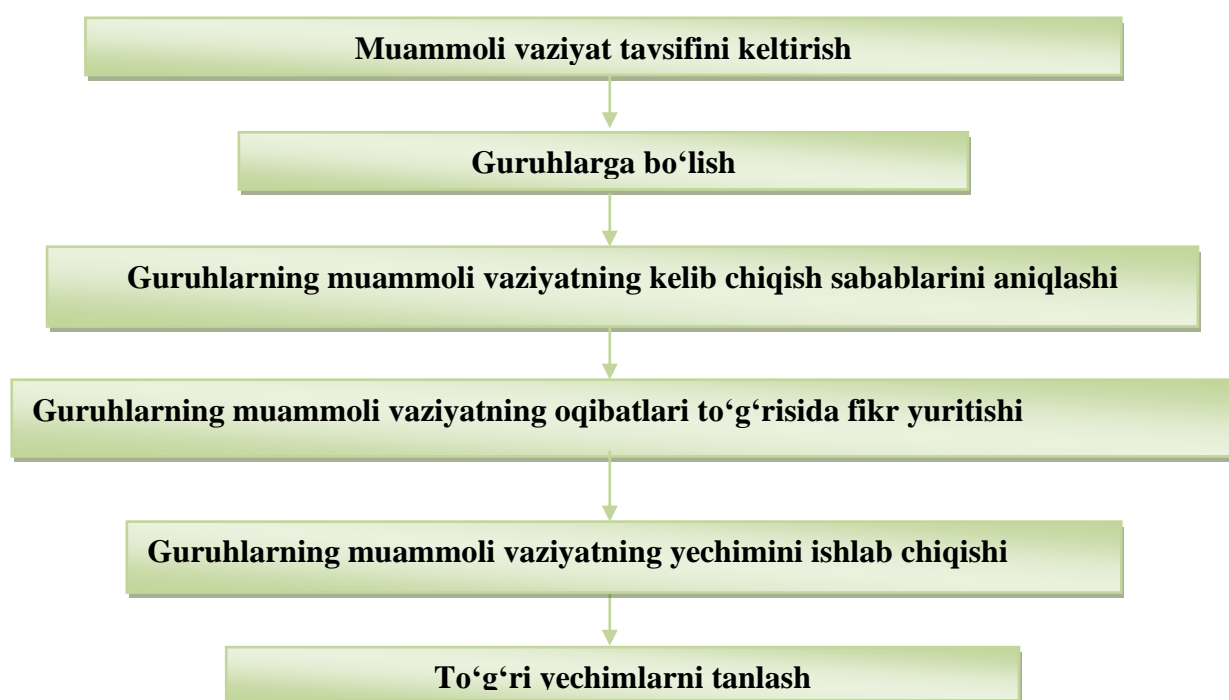 Muammoli vaziyat tavsifini keltirish
Guruhlarga bo‘lish
Guruhlarning muammoli vaziyatning kelib chiqish sabablarini aniqlashi
Guruhlarning muammoli vaziyatning oqibatlari to‘g‘risida fikr yuritishi
Guruhlarning muammoli vaziyatning yechimini ishlab chiqishi
To‘g‘ri yechimlarni tanlash